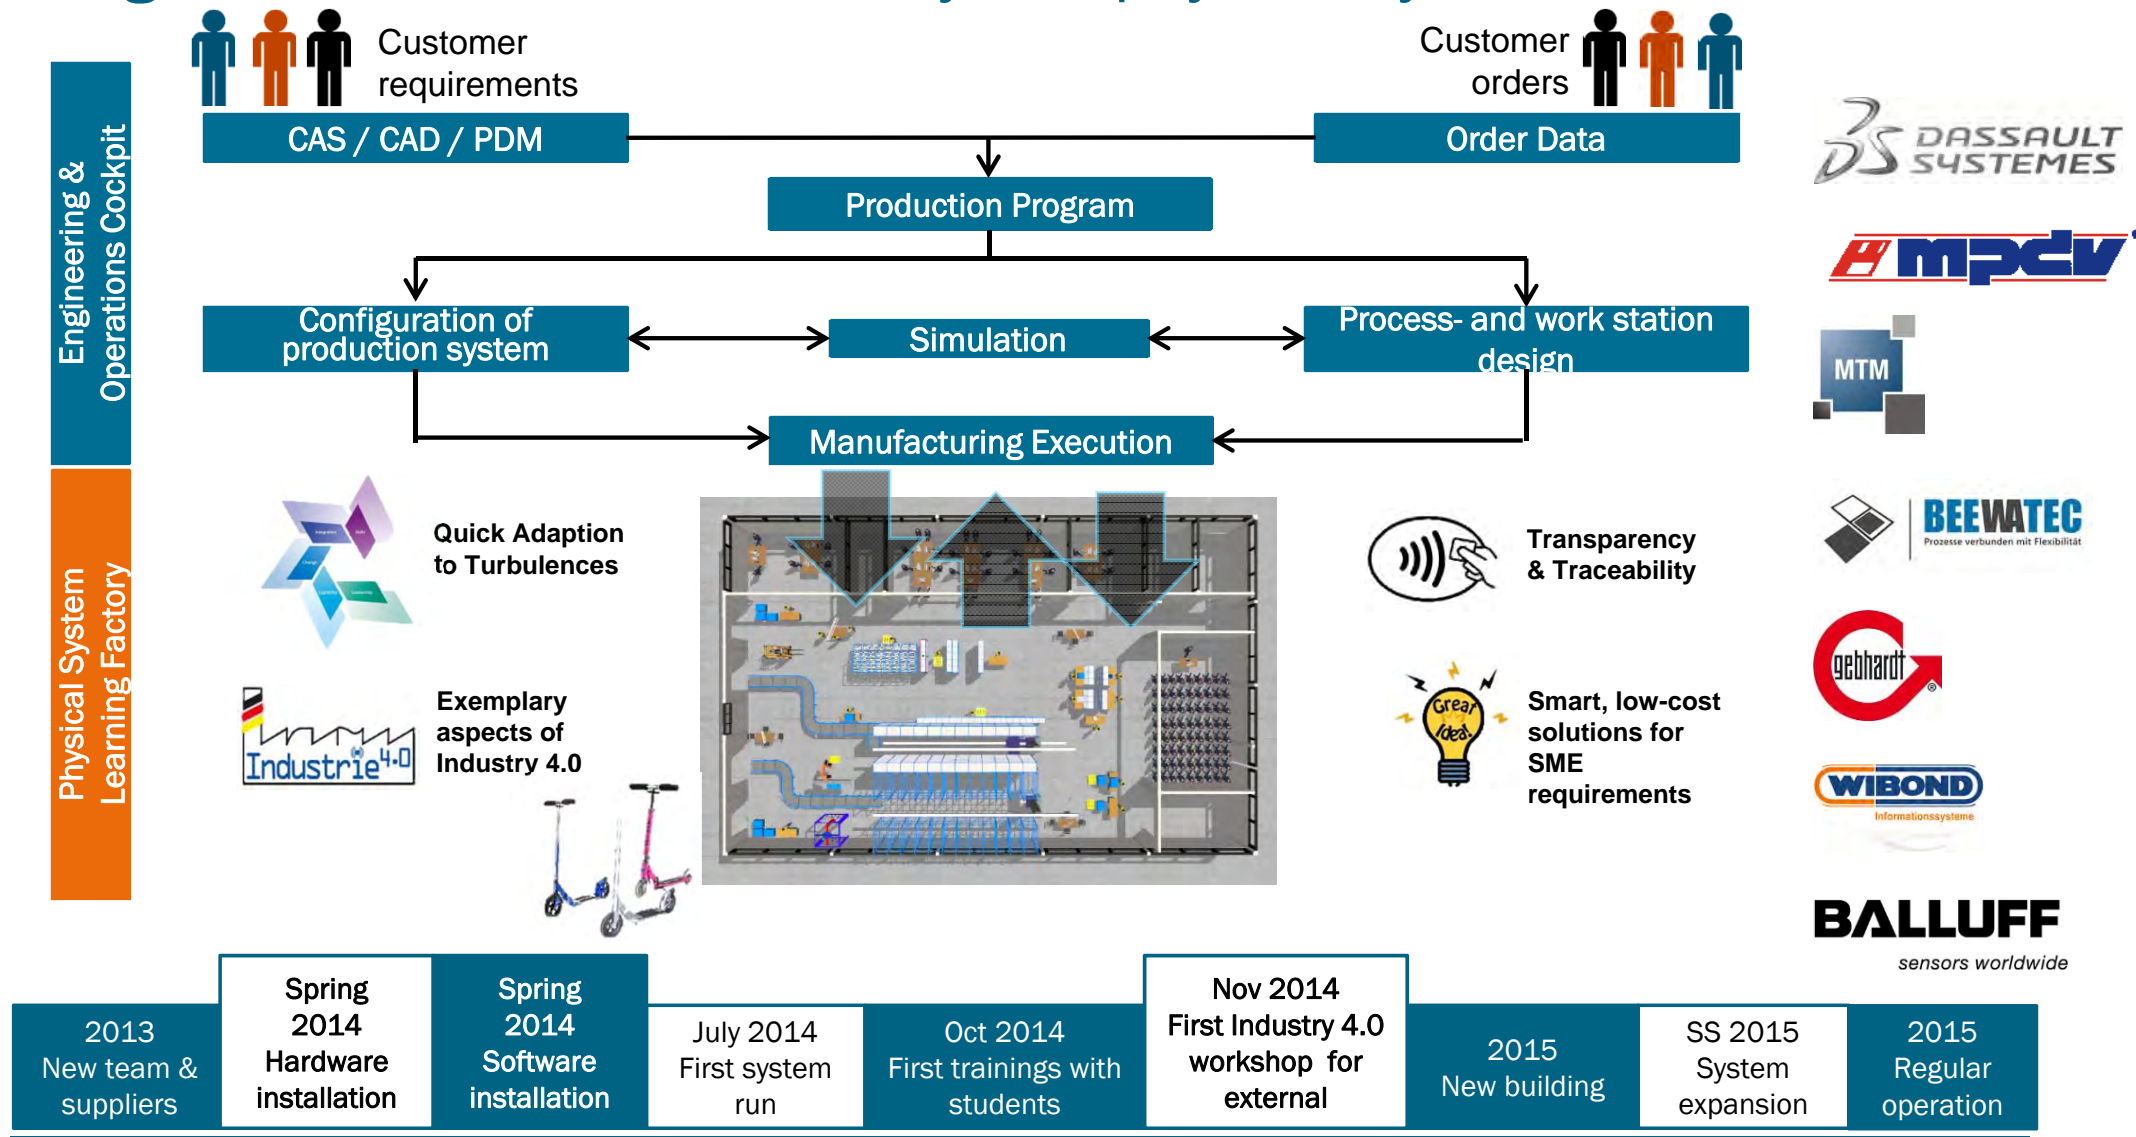 Customer
requirements
Customer
orders
CAS / CAD / PDM
Order Data
Production Program
Configuration of
production system
Simulation
Process- and work station
design
Manufacturing Execution
Engineering &
Operations Cockpit
Physical System
Learning Factory
Quick Adaption
to Turbulences
Exemplary
aspects of
Industry 4.0
Industrie 4.0
Transparency
& Traceability
Great
Idea!
Smart, low-cost
solutions for
SME
requirements
DASSAULT
SYSTEMES
mpdv
MTM
BEEWATEC
Prozesse verbunden mit Flexibilität
gebhardt
®
WIBOND
Informationssysteme
BALLUFF
sensors worldwide
2013
New team &
suppliers
Spring
2014
Hardware
installation
Spring
2014
Software
installation
July 2014
First system
run
Oct 2014
First trainings with
students
Nov 2014
First Industry 4.0
workshop for
external
2015
New building
SS 2015
System
expansion
2015
Regular
operation